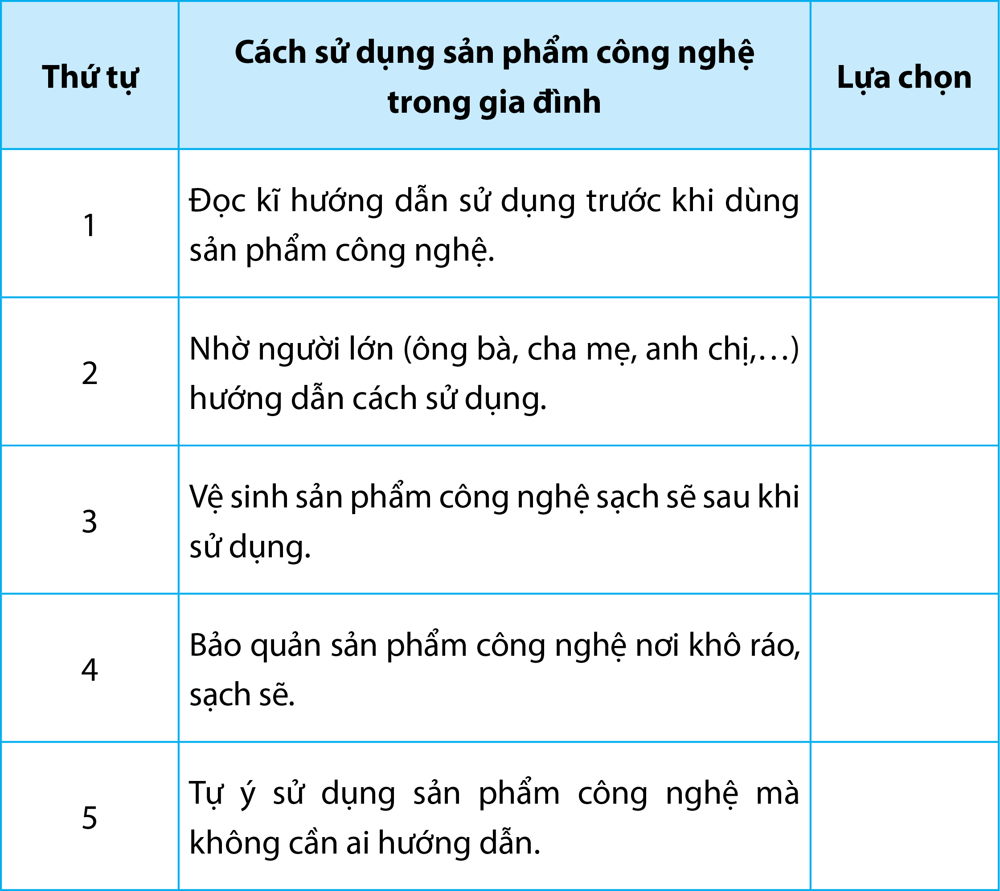 Thứ tự
Cách sử dụng sản phẩm công nghệ
trong gia đình
Lựa chọn
1
Đọc kĩ hướng dẫn sử dụng trước khi dùng
sản phẩm công nghệ.
2
Nhờ người lớn (ông bà, cha mẹ, anh chị,…)
hướng dẫn cách sử dụng.
3
Vệ sinh sản phẩm công nghệ sạch sẽ sau khi
sử dụng.
4
Bảo quản sản phẩm công nghệ nơi khô ráo,
sạch sẽ.
5
Tự ý sử dụng sản phẩm công nghệ mà
không cần ai hướng dẫn.